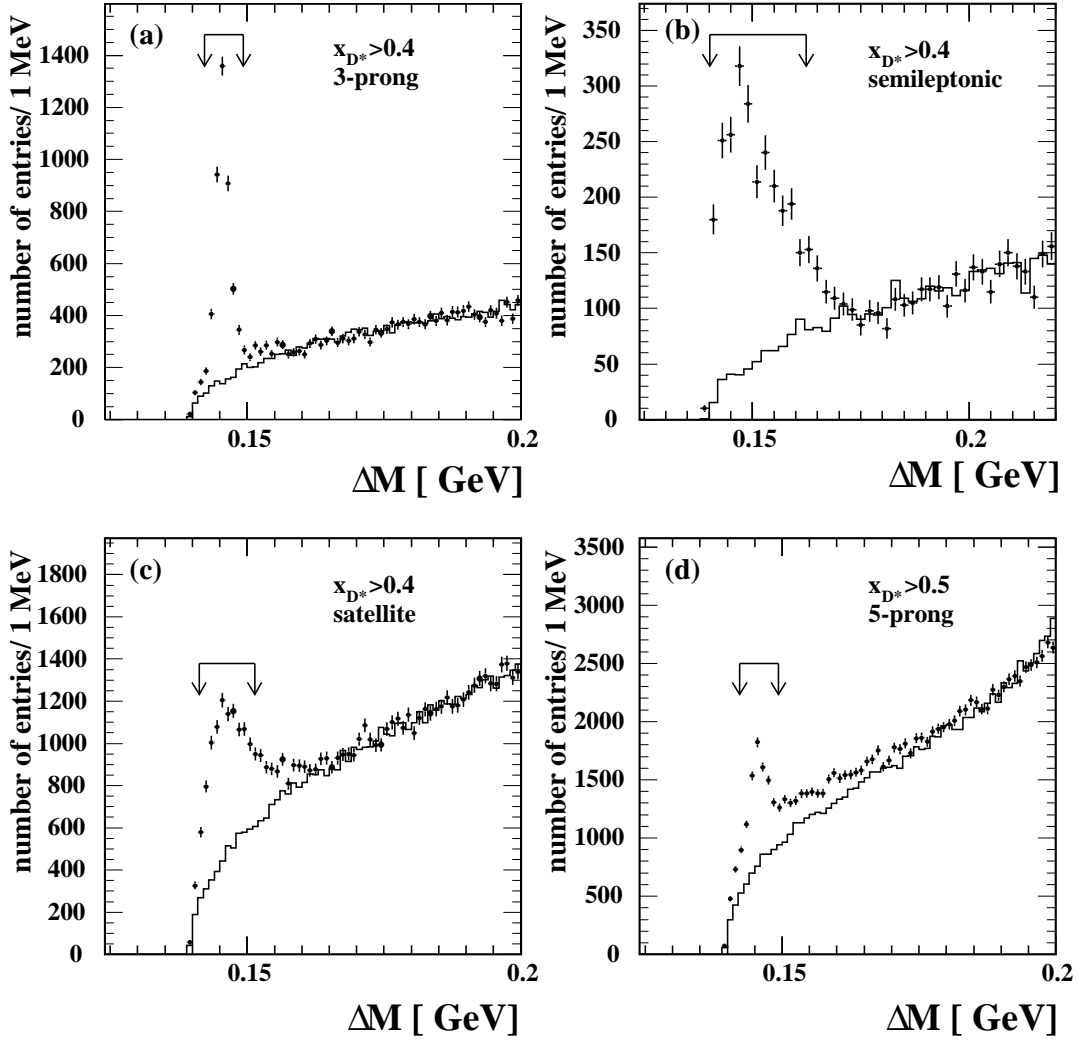 (a)
x_D*>0.4
3-prong
number of entries/ 1 MeV
1400
1200
1000
800
600
400
200
0
0.15 0.2
ΔM [ GeV]
(b)
x_D*>0.4
semileptonic
number of entries/ 1 MeV
350
300
250
200
150
100
50
0
0.15 0.2
ΔM [ GeV]
(c)
x_D*>0.4
satellite
number of entries/ 1 MeV
1800
1600
1400
1200
1000
800
600
400
200
0
0.15 0.2
ΔM [ GeV]
(d)
x_D*>0.5
5-prong
number of entries/ 1 MeV
3500
3000
2500
2000
1500
1000
500
0
0.15 0.2
ΔM [ GeV]